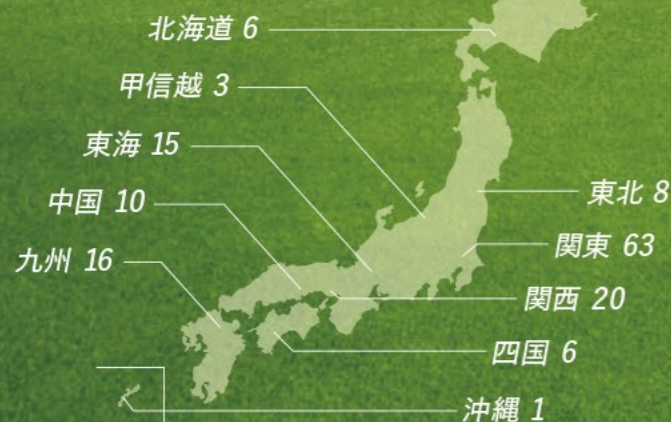 北海道 6
甲信越 3
東海 15
中国 10
九州 16
東北 8
関東 63
関西 20
四国 6
沖縄 1